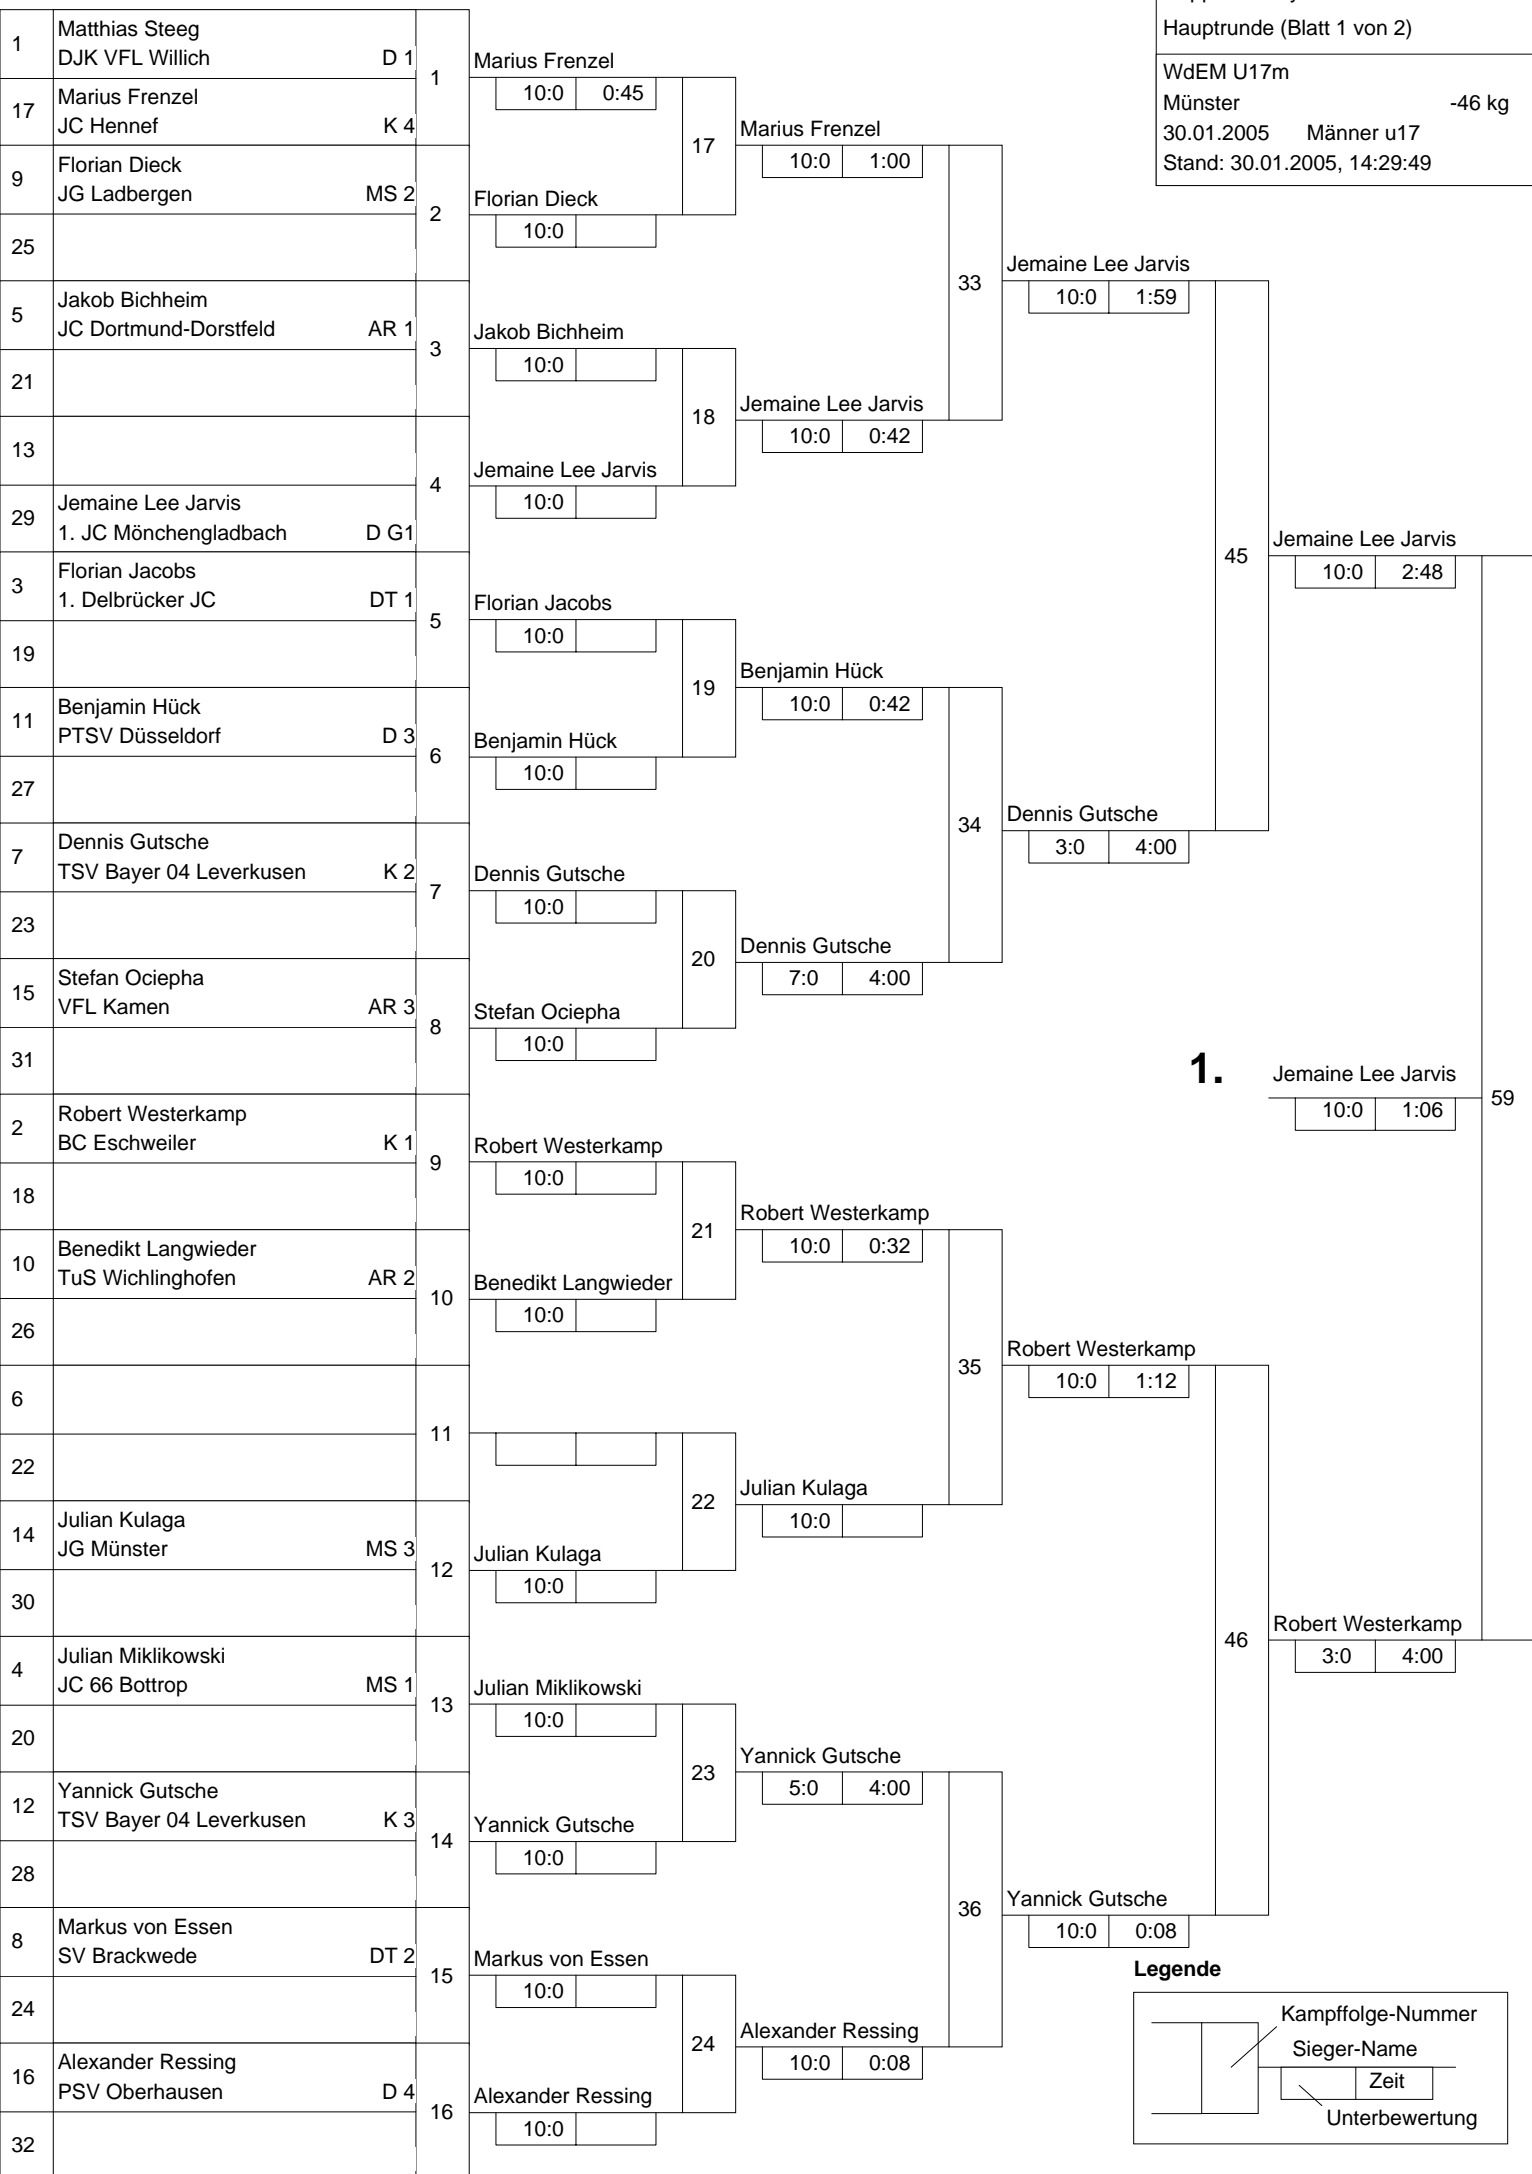 Hauptrunde (Blatt 1 von 2)
WdEM U17m
Münster -46 kg
30.01.2005 Männer u17
Stand: 30.01.2005, 14:29:49
1 Matthias Steeg
DJK VFL Willich D 1
17 Marius Frenzel
JC Hennef K 4
9 Florian Dieck
JG Ladbergen MS 2
25
5 Jakob Bichheim
JC Dortmund-Dorstfeld AR 1
21
13
29 Jemaine Lee Jarvis
1. JC Mönchengladbach D G1
3 Florian Jacobs
1. Delbrücker JC DT 1
19
11 Benjamin Hück
PTSV Düsseldorf D 3
27
7 Dennis Gutsche
TSV Bayer 04 Leverkusen K 2
23
15 Stefan Ociepha
VFL Kamen AR 3
31
2 Robert Westerkamp
BC Eschweiler K 1
18
10 Benedikt Langwieder
TuS Wichlinghofen AR 2
26
6
22
14 Julian Kulaga
JG Münster MS 3
30
4 Julian Miklikowski
JC 66 Bottrop MS 1
20
12 Yannick Gutsche
TSV Bayer 04 Leverkusen K 3
28
8 Markus von Essen
SV Brackwede DT 2
24
16 Alexander Ressing
PSV Oberhausen D 4
32
1 Marius Frenzel
10:0 0:45
2 Florian Dieck
10:0
3 Jakob Bichheim
10:0
4 Jemaine Lee Jarvis
10:0
5 Florian Jacobs
10:0
6 Benjamin Hück
10:0
7 Dennis Gutsche
10:0
8 Stefan Ociepha
10:0
9 Robert Westerkamp
10:0
10 Benedikt Langwieder
10:0
11
12 Julian Kulaga
10:0
13 Julian Miklikowski
10:0
14 Yannick Gutsche
10:0
15 Markus von Essen
10:0
16 Alexander Ressing
10:0
17 Marius Frenzel
10:0 1:00
18 Jemaine Lee Jarvis
10:0 0:42
19 Benjamin Hück
10:0 0:42
20 Dennis Gutsche
7:0 4:00
21 Robert Westerkamp
10:0 0:32
22 Julian Kulaga
10:0
23 Yannick Gutsche
5:0 4:00
24 Alexander Ressing
10:0 0:08
33 Jemaine Lee Jarvis
10:0 1:59
34 Dennis Gutsche
3:0 4:00
35 Robert Westerkamp
10:0 1:12
36 Yannick Gutsche
10:0 0:08
45 Jemaine Lee Jarvis
10:0 2:48
46 Robert Westerkamp
3:0 4:00
1. Jemaine Lee Jarvis 59
10:0 1:06
Legende
Kampffolge-Nummer
Sieger-Name
Zeit
Unterbewertung